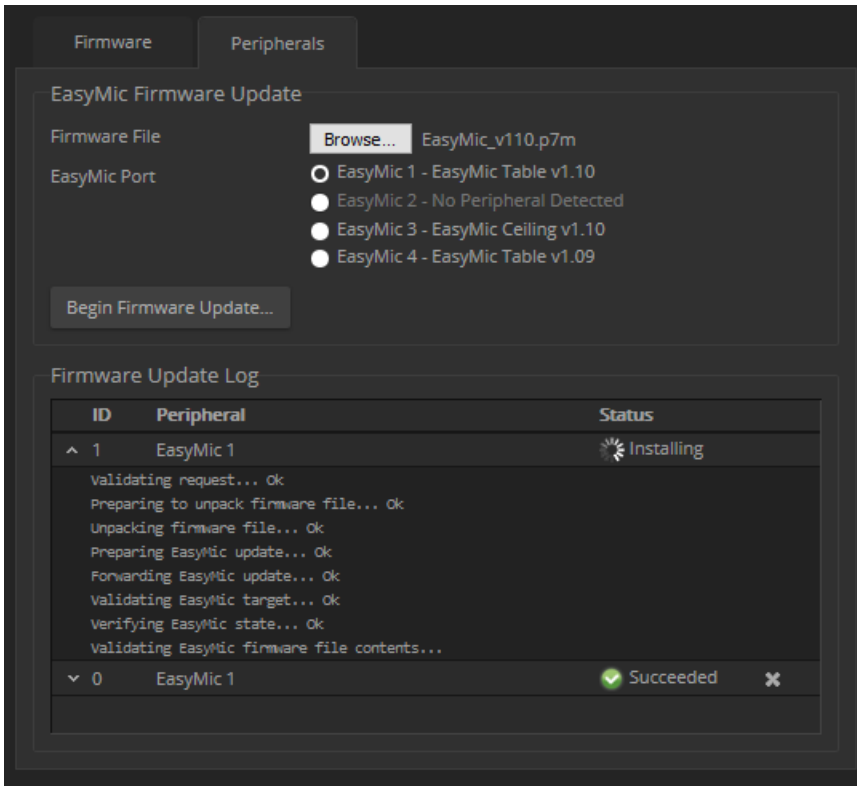 Firmware Peripherals
EasyMic Firmware Update
Firmware File Browse... EasyMic_v110.p7m
EasyMic Port EasyMic 1 - EasyMic Table v1.10
EasyMic 2 - No Peripheral Detected
EasyMic 3 - EasyMic Ceiling v1.10
EasyMic 4 - EasyMic Table v1.09
Begin Firmware Update...
Firmware Update Log
ID Peripheral Status
1 EasyMic 1 Installing
Validating request... Ok
Preparing to unpack firmware file... Ok
Unpacking firmware file... Ok
Preparing EasyMic update... Ok
Forwarding EasyMic update... Ok
Validating EasyMic target... Ok
Verifying EasyMic state... Ok
Validating EasyMic firmware file contents...
0 EasyMic 1 Succeeded